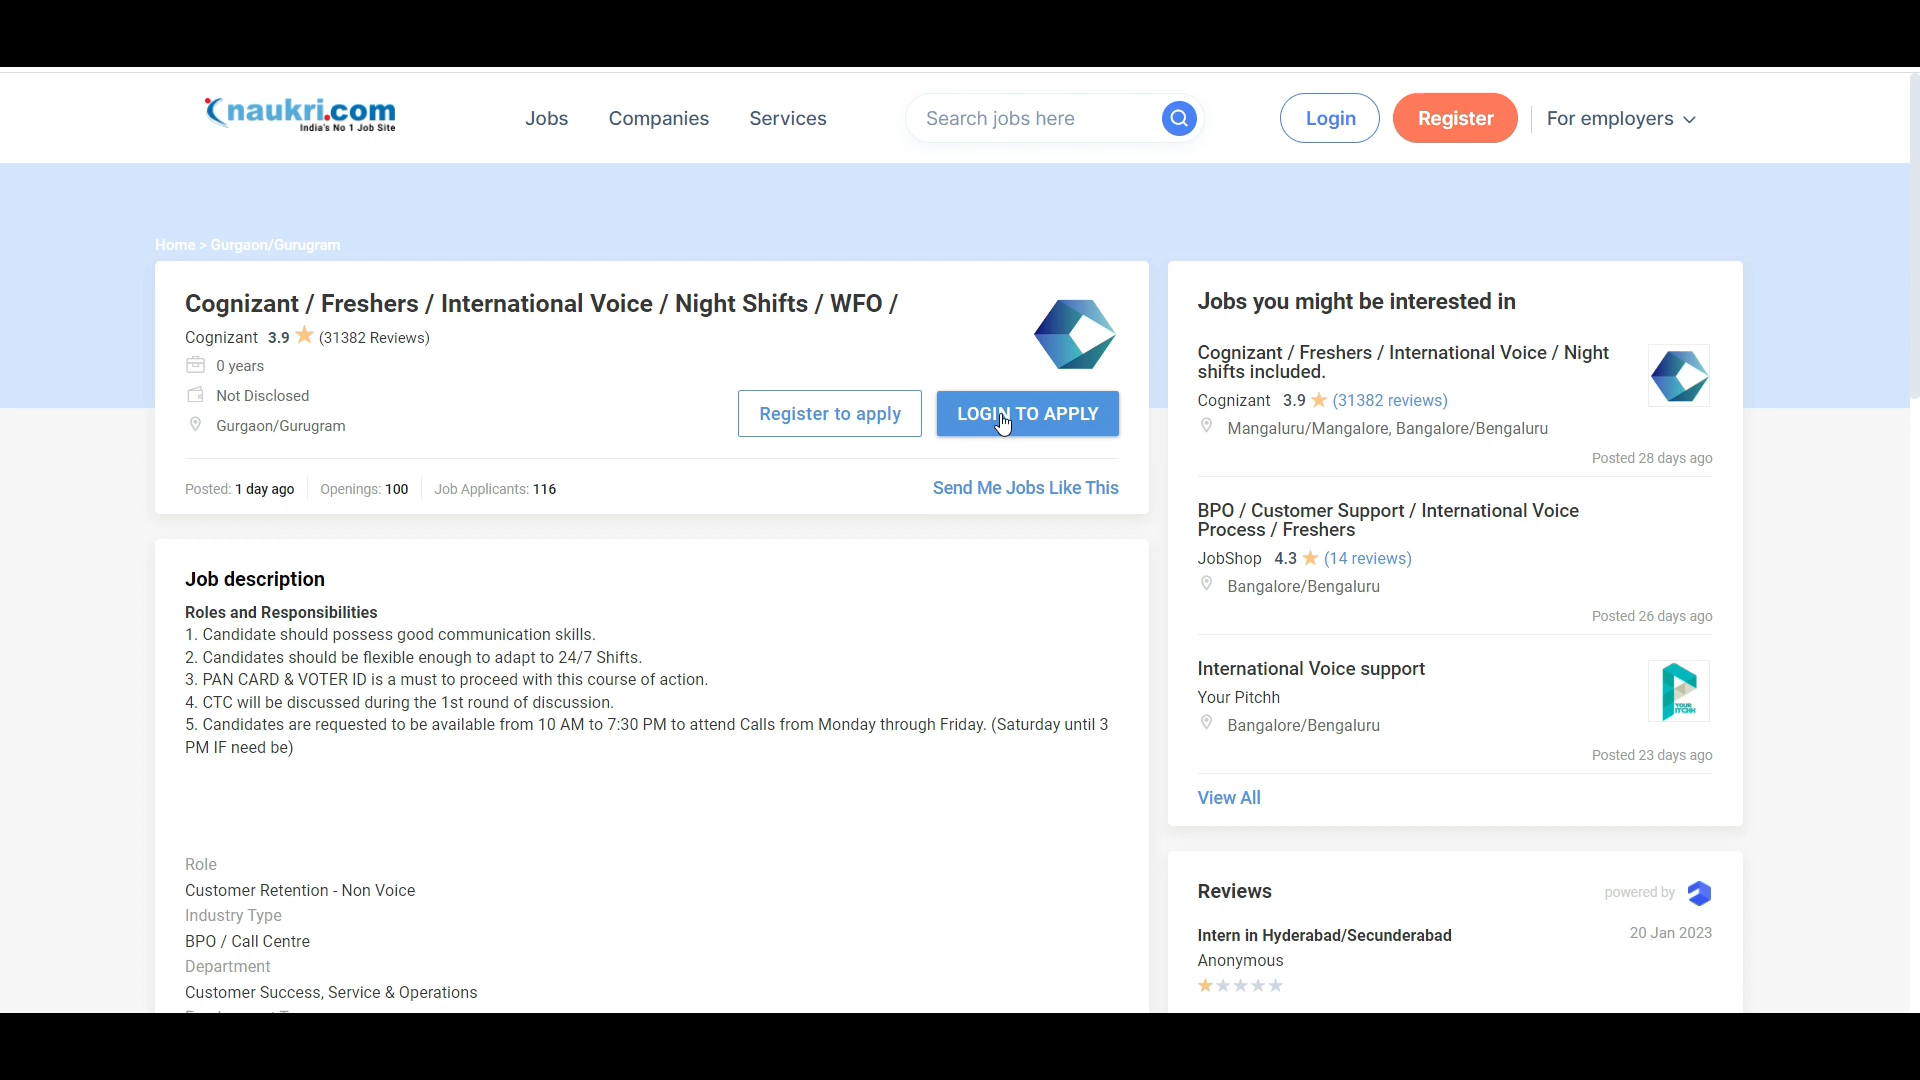 naukri.com
India's No 1 Job Site
Jobs
Companies
Services
Search jobs here
Login
Register
For employers
Home > Gurgaon/Gurugram
Cognizant / Freshers / International Voice / Night Shifts / WFO /
Cognizant 3.9 (31382 Reviews)
0 years
Not Disclosed
Gurgaon/Gurugram
Register to apply
LOGIN TO APPLY
Posted: 1 day ago
Openings: 100
Job Applicants: 116
Send Me Jobs Like This
Job description
Roles and Responsibilities
1. Candidate should possess good communication skills.
2. Candidates should be flexible enough to adapt to 24/7 Shifts.
3. PAN CARD & VOTER ID is a must to proceed with this course of action.
4. CTC will be discussed during the 1st round of discussion.
5. Candidates are requested to be available from 10 AM to 7:30 PM to attend Calls from Monday through Friday. (Saturday until 3
PM IF need be)
Role
Customer Retention - Non Voice
Industry Type
BPO / Call Centre
Department
Customer Success, Service & Operations
Jobs you might be interested in
Cognizant / Freshers / International Voice / Night
shifts included.
Cognizant 3.9 (31382 reviews)
Mangaluru/Mangalore, Bangalore/Bengaluru
Posted 28 days ago
BPO / Customer Support / International Voice
Process / Freshers
JobShop 4.3 (14 reviews)
Bangalore/Bengaluru
Posted 26 days ago
International Voice support
Your Pitchh
YOUR
PITCHH
Bangalore/Bengaluru
Posted 23 days ago
View All
Reviews
powered by
Intern in Hyderabad/Secunderabad
20 Jan 2023
Anonymous